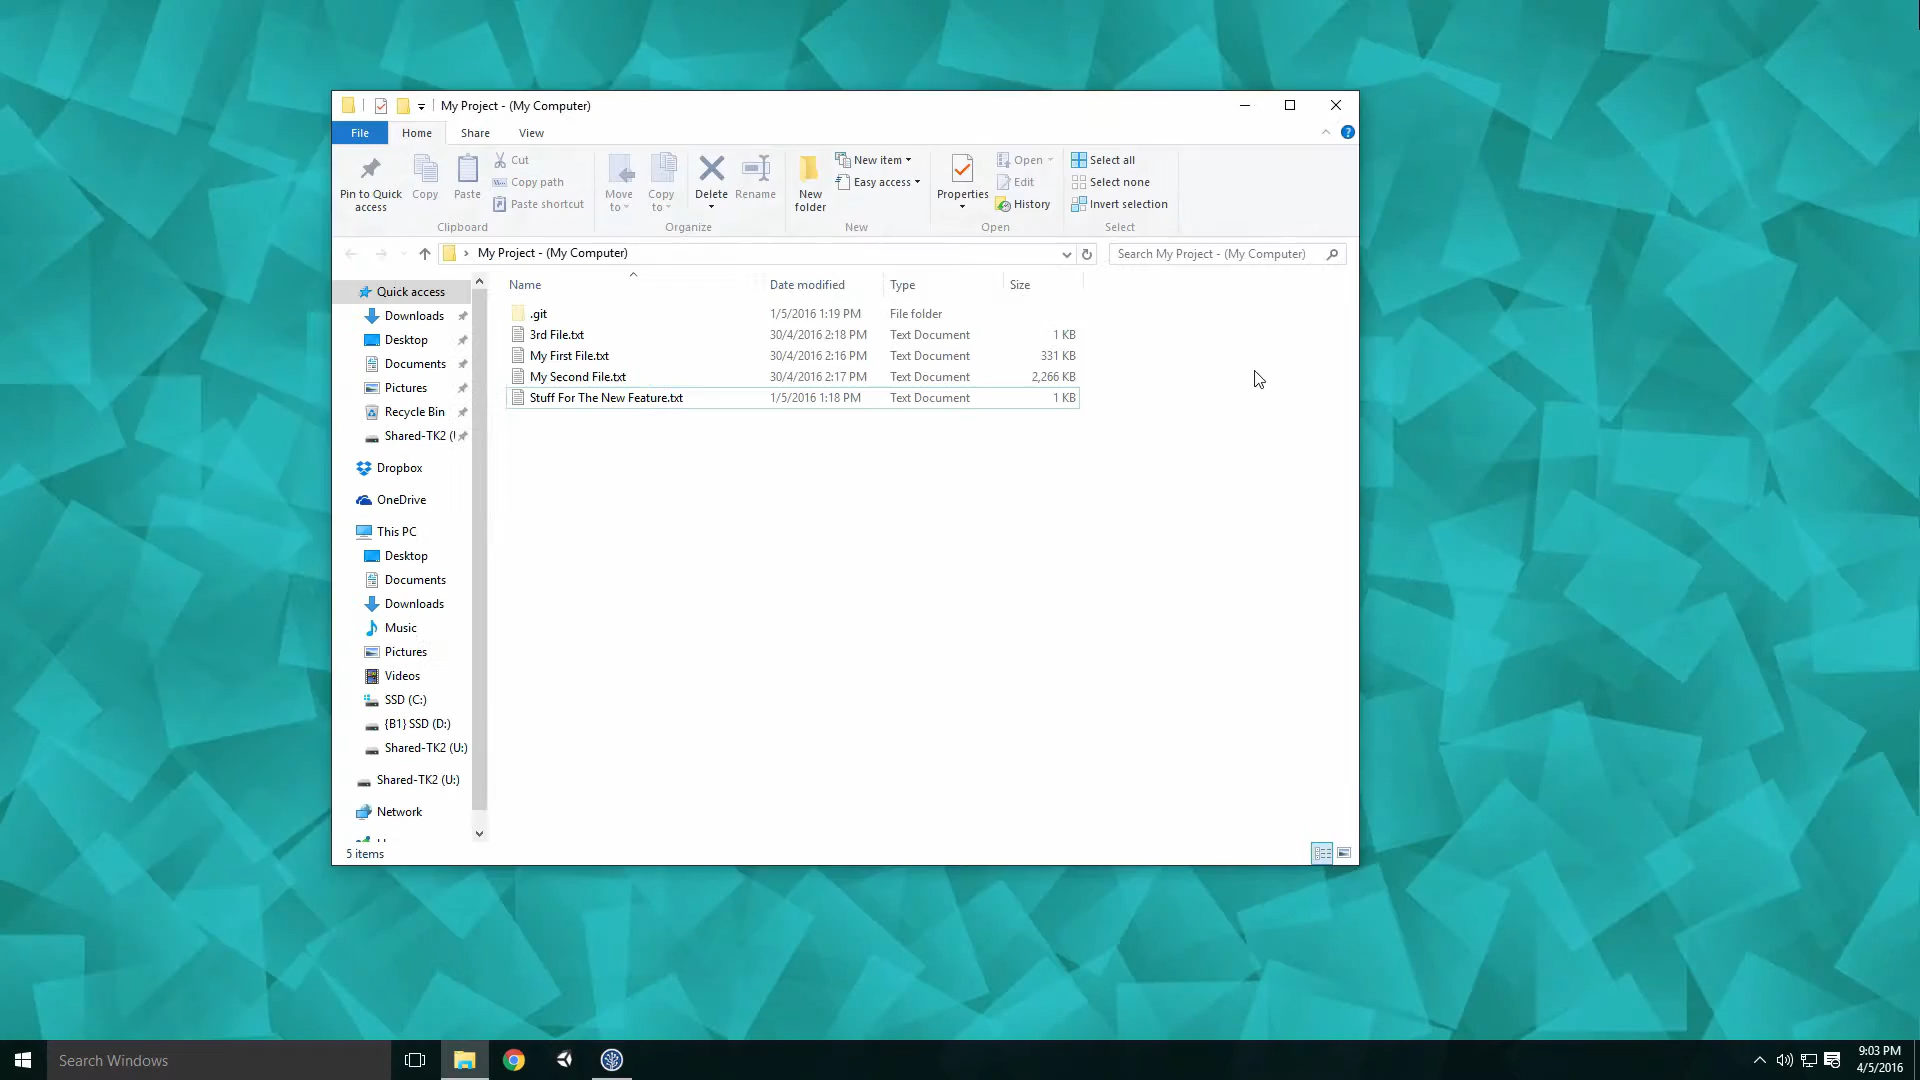 My Project - (My Computer)
File Home Share View
Pin to Quick access
Copy
Paste
Cut
Copy path
Paste shortcut
Clipboard
Move to
Copy to
Delete
Rename
Organize
New folder
New item
Easy access
New
Properties
Open
Edit
History
Open
Select all
Select none
Invert selection
Select
My Project - (My Computer)
Search My Project - (My Computer)
Quick access
Downloads
Desktop
Documents
Pictures
Recycle Bin
Shared-TK2 (
Dropbox
OneDrive
This PC
Desktop
Documents
Downloads
Music
Pictures
Videos
SSD (C:)
{B1} SSD (D:)
Shared-TK2 (U:)
Shared-TK2 (U:)
Network
Name Date modified Type Size
.git 1/5/2016 1:19 PM File folder
3rd File.txt 30/4/2016 2:18 PM Text Document 1 KB
My First File.txt 30/4/2016 2:16 PM Text Document 331 KB
My Second File.txt 30/4/2016 2:17 PM Text Document 2,266 KB
Stuff For The New Feature.txt 1/5/2016 1:18 PM Text Document 1 KB
5 items
Search Windows
9:03 PM
4/5/2016